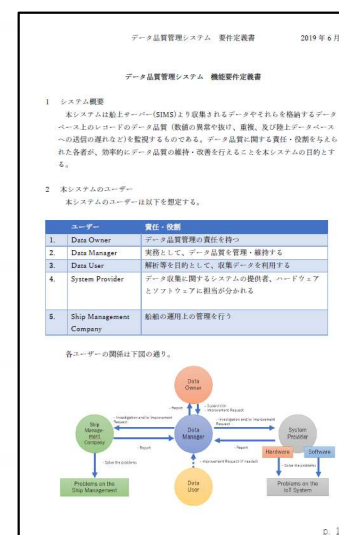 データ品質管理システム 要件定義書 2019 年 6 月
データ品質管理システム 機能要件定義書
1 システム概要
本システムは船上サーバー(SIMS)より収集されるデータやそれらを格納するデータ
ベース上のレコードのデータ品質(数値の異常や抜け、重複、及び陸上データベース
への送信の遅れなど)を監視するものである。データ品質に関する責任・役割を与えら
れた各者が、効率的にデータ品質の維持・改善を行えることを本システムの目的とす
る。
2 本システムのユーザー
本システムのユーザーは以下を想定する。
ユーザー 責任・役割
1. Data Owner データ品質管理の責任を持つ
2. Data Manager 実務として、データ品質を管理・維持する
3. Data User 解析等を目的として、収集データを利用する
4. System Provider データ収集に関するシステムの提供者、ハードウェア
とソフトウェアに担当が分かれる
5. Ship Management 船舶の運用上の管理を行う
Company
各ユーザーの関係は下図の通り。
Data
Owner
- Report
- Supervision
- Improvement Request
Ship
Manage-
ment
Company
- Investigation and/or Improvement
Request
- Report
Data
Manager
- Investigation and/or Improvement
Request
- Report
System
Provider
Hardware
Software
- Solve the problems
- Improvement Request if needed
- Solve the problems
Problems on the
Ship Management
Data
User
Problems on the
IoT System
p. 1